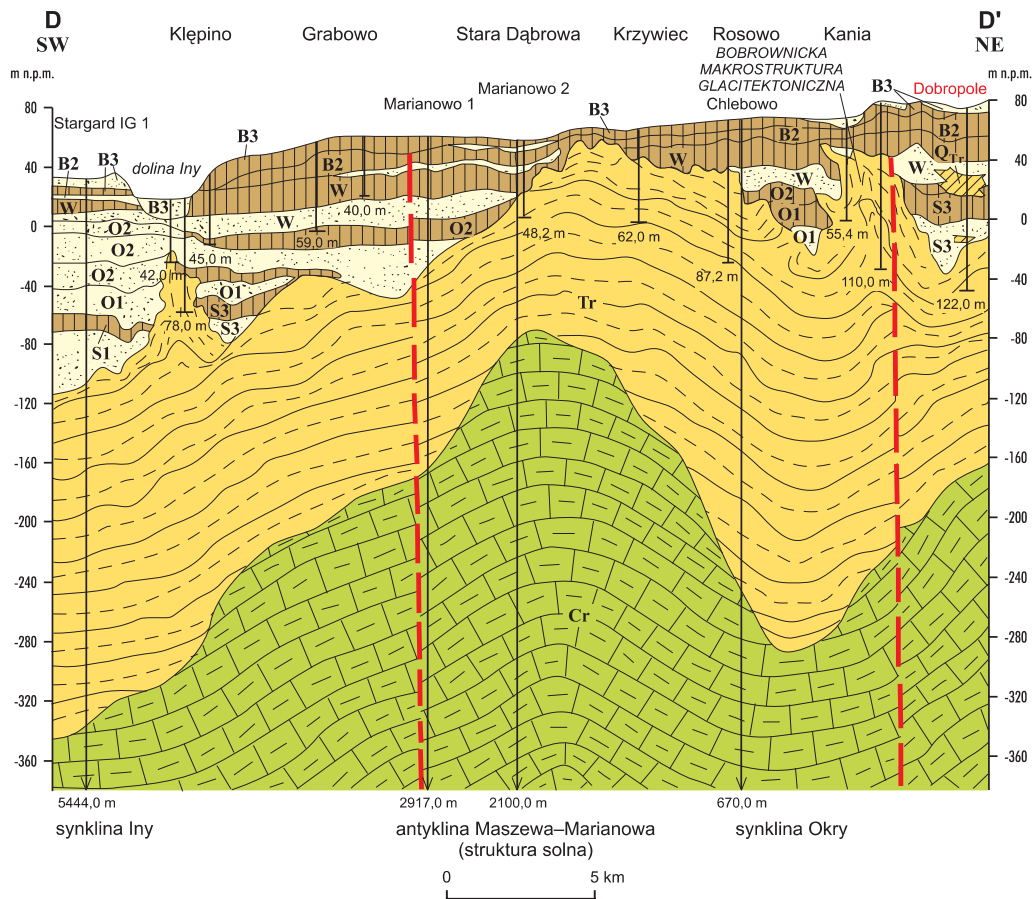 D
SW
D'
NE
Klępino
Grabowo
Stara Dąbrowa
Krzywiec
Rosowo
Kania
BOBROWNICKA
MAKROSTRUKTURA
GLACITEKTONICZNA
m n.p.m.
m n.p.m.
Marianowo 1
Marianowo 2
Chlebowo
B3
Dobropole
Stargard IG 1
dolina Iny
80
40
0
-40
-80
-120
-160
-200
-240
-280
-320
-360
80
40
0
-40
-80
-120
-160
-200
-240
-280
-320
-360
B2
B3
B3
B3
B3
W
O2
O2
O2
O1
S1
42,0 m
45,0 m
78,0 m
O1
S3
S3
B2
W
W
59,0 m
40,0 m
O2
48,2 m
62,0 m
W
87,2 m
B2
W
O2
O1
O1
55,4 m
110,0 m
B2
QTr
W
S3
S3
122,0 m
Tr
Cr
5444,0 m
2917,0 m
2100,0 m
670,0 m
synklina Iny
antyklina Maszewa–Marianowa
(struktura solna)
synklina Okry
0
5 km